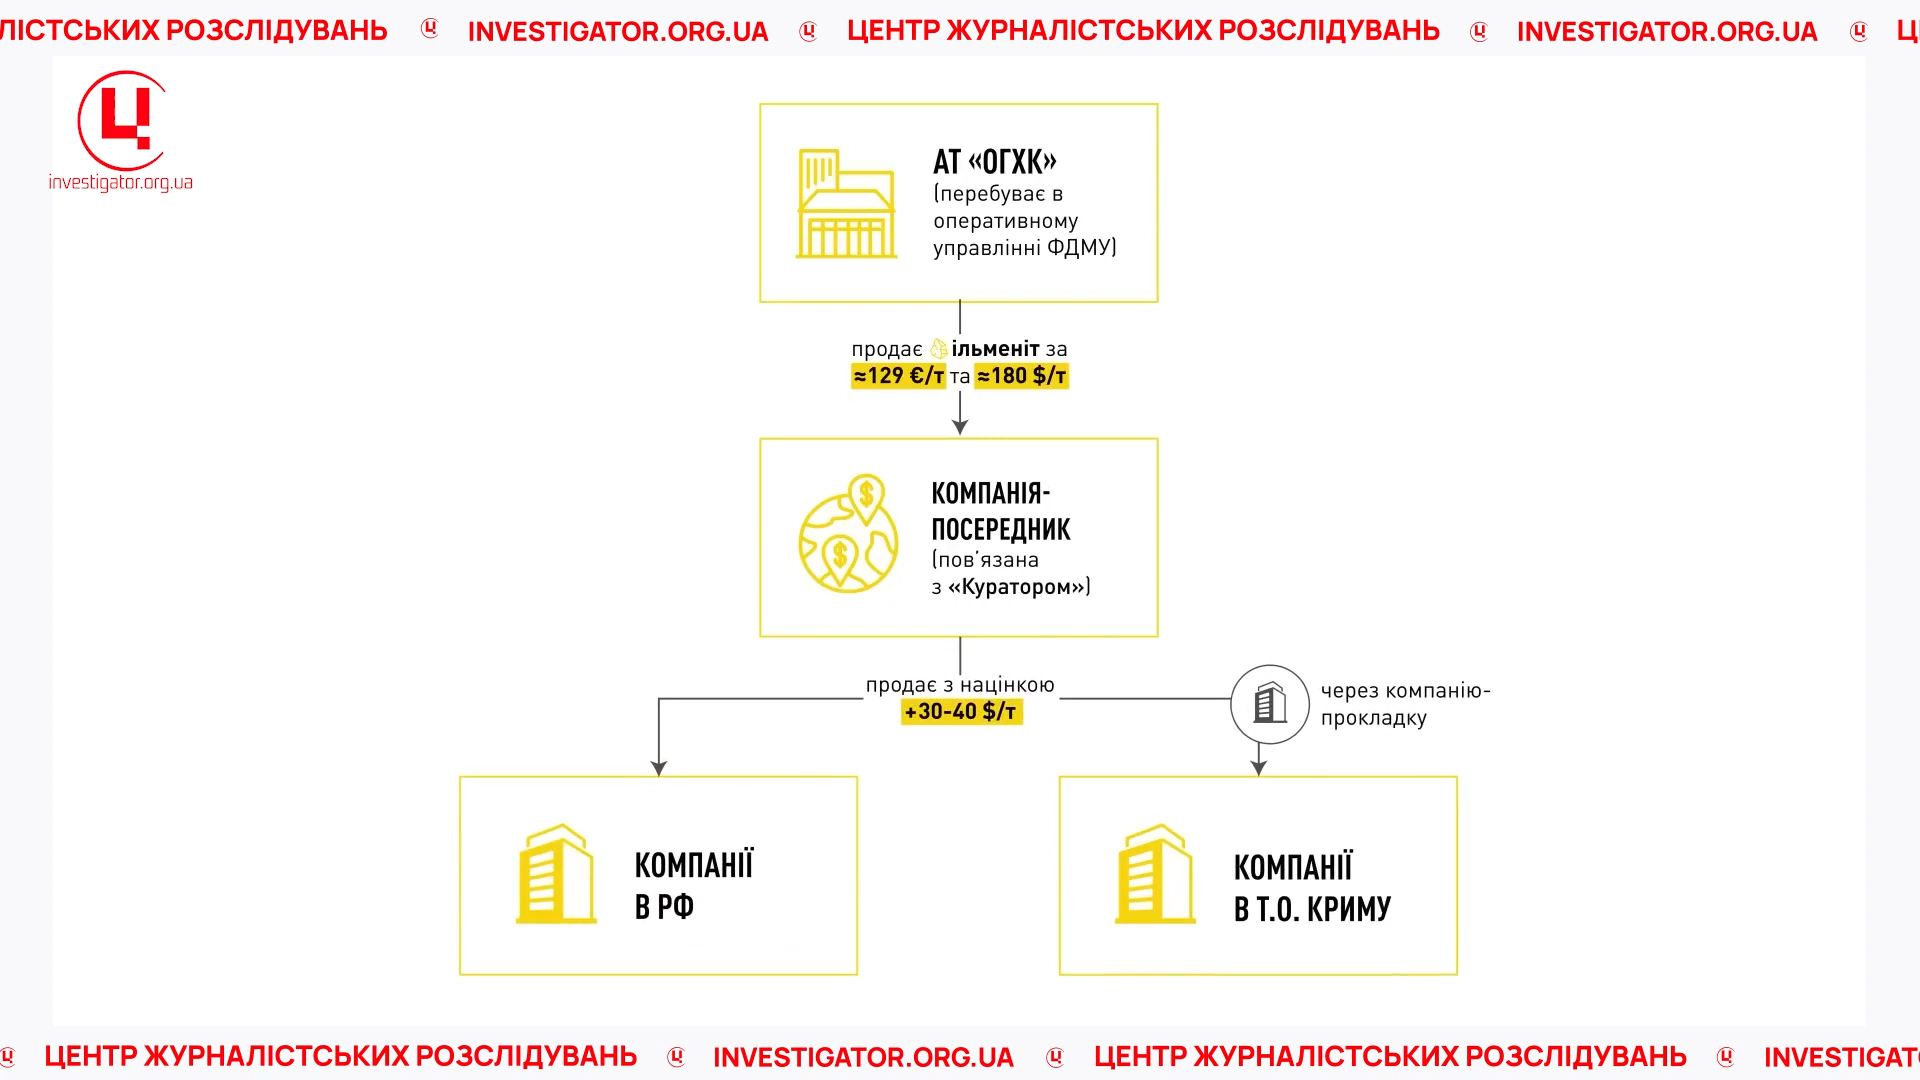 ЛІСТСЬКИХ РОЗСЛІДУВАНЬ Ц INVESTIGATOR.ORG.UA Ц ЦЕНТР ЖУРНАЛІСТСЬКИХ РОЗСЛІДУВАНЬ Ц INVESTIGATOR.ORG.UA Ц Ц
Ц
investigator.org.ua
АТ «ОГХК»
(перебуває в
оперативному
управлінні ФДМУ)
продає ільменіт за
≈129 €/т та ≈180 $/т
КОМПАНІЯ-
ПОСЕРЕДНИК
(пов’язана
з «Куратором»)
продає з націнкою
+30-40 $/т
через компанію-
прокладку
КОМПАНІЇ
В РФ
КОМПАНІЇ
В Т.О. КРИМУ
Ц ЦЕНТР ЖУРНАЛІСТСЬКИХ РОЗСЛІДУВАНЬ Ц INVESTIGATOR.ORG.UA Ц ЦЕНТР ЖУРНАЛІСТСЬКИХ РОЗСЛІДУВАНЬ Ц INVESTIGAT